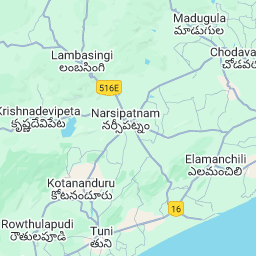 Madugula
మాడుగుల
Lambasingi
లంబసింగి
Chodava
చోడవర
516E
Krishnadevipeta
కృష్ణదేవిపేట
Narsipatnam
నర్సీపట్నం
Elamanchili
ఎలమంచిలి
Kotananduru
కోటనందూరు
16
Rowthulapudi
రౌతులపూడి
Tuni
తుని